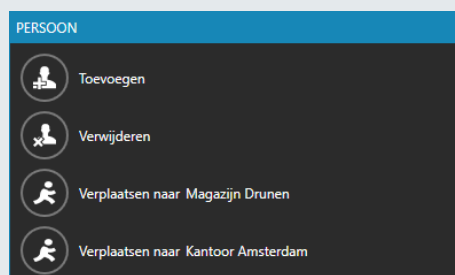 PERSOON
Toevoegen
Verwijderen
Verplaatsen naar Magazijn Drunen
Verplaatsen naar Kantoor Amsterdam